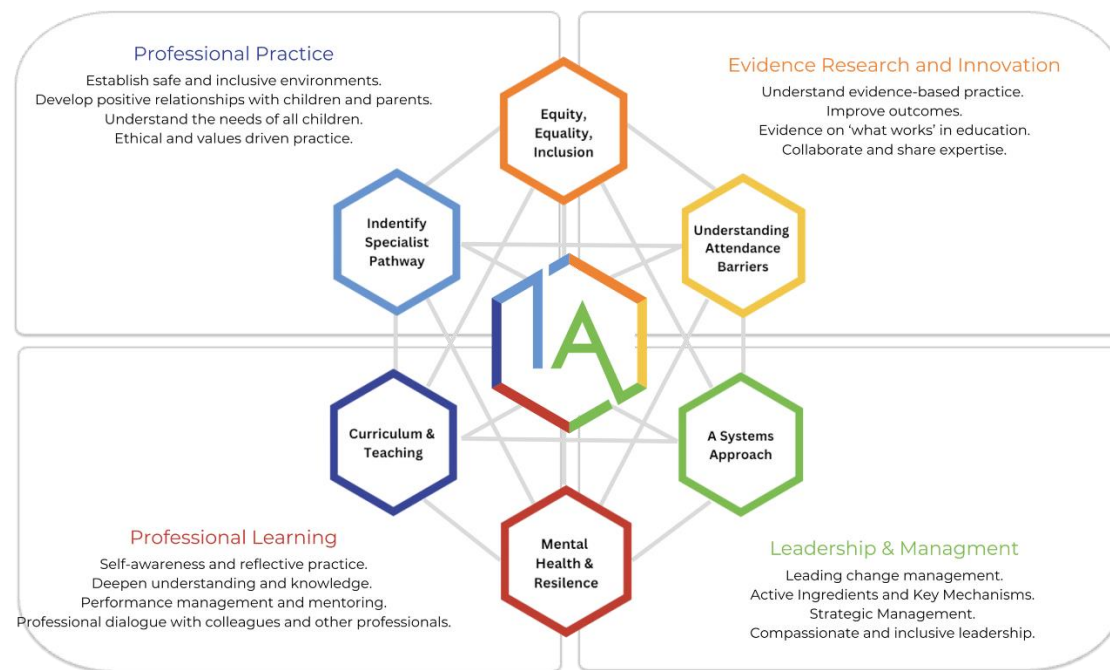 Professional Practice
Establish safe and inclusive environments.
Develop positive relationships with children and parents.
Understand the needs of all children.
Ethical and values driven practice.
Evidence Research and Innovation
Understand evidence-based practice.
Improve outcomes.
Evidence on ‘what works’ in education.
Collaborate and share expertise.
Equity,
Equality,
Inclusion
Indentify
Specialist
Pathway
Understanding
Attendance
Barriers
1A
Curriculum &
Teaching
A Systems
Approach
Mental
Health &
Resilence
Professional Learning
Self-awareness and reflective practice.
Deepen understanding and knowledge.
Performance management and mentoring.
Professional dialogue with colleagues and other professionals.
Leadership & Managment
Leading change management.
Active Ingredients and Key Mechanisms.
Strategic Management.
Compassionate and inclusive leadership.